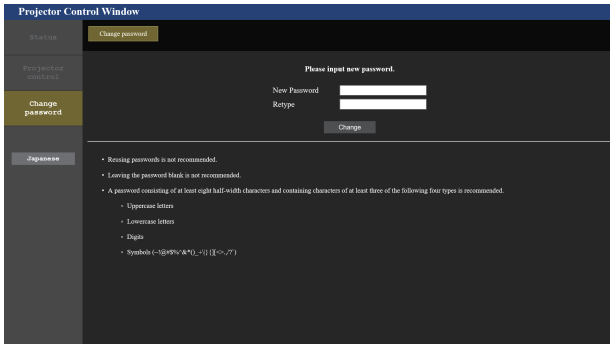 Projector Control Window
Status
Change password
Projector
control
Please input new password.
New Password
Change
password
Retype
Change
Japanese
• Reusing passwords is not recommended.
• Leaving the password blank is not recommended.
• A password consisting of at least eight half-width characters and containing characters of at least three of the following four types is recommended.
Uppercase letters
Lowercase letters
Digits
Symbols